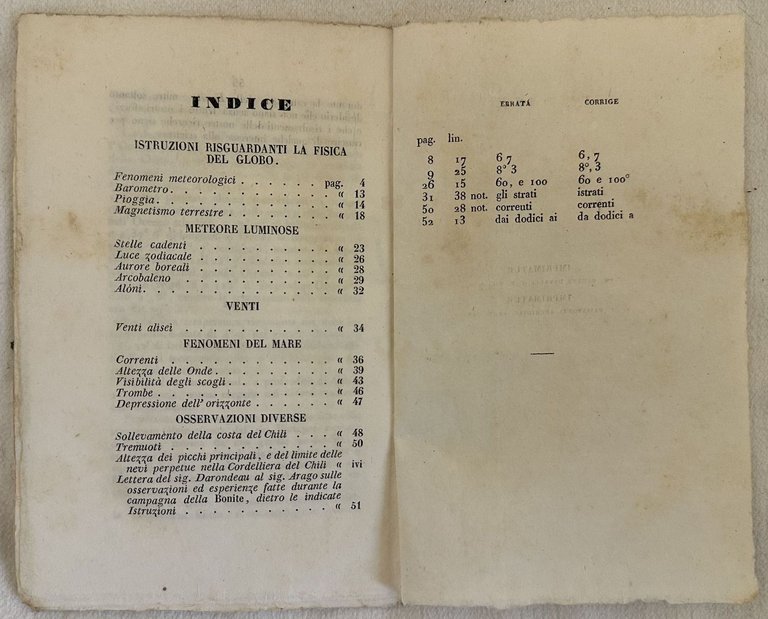 INDICE
ISTRUZIONI RISGUARDANTI LA FISICA
DEL GLOBO.
Fenomeni meteorologici . . . . . . pag. 4
Barometro. . . . . . . . . . . . « 13
Pioggia. . . . . . . . . . . . . « 14
Magnetismo terrestre . . . . . . . « 18
METEORE LUMINOSE
Stelle cadenti . . . . . . . . . . « 23
Luce zodiacale . . . . . . . . . . « 26
Aurore boreali . . . . . . . . . . « 28
Arcobaleno . . . . . . . . . . . « 29
Alóni. . . . . . . . . . . . . . « 32
VENTI
Venti alisei . . . . . . . . . . . « 34
FENOMENI DEL MARE
Correnti . . . . . . . . . . . . « 36
Altezza delle Onde . . . . . . . . « 39
Visibilità degli scogli . . . . . . . . « 43
Trombe . . . . . . . . . . . . . « 46
Depressione dell' orizzonte . . . . . . « 47
OSSERVAZIONI DIVERSE
Sollevamento della costa del Chili . . . « 48
Tremuoti . . . . . . . . . . . . « 50
Altezza dei picchi principali, e del limite delle
nevi perpetue nella Cordelliera del Chili « ivi
Lettera del sig. Darondeau al sig. Arago sulle
osservazioni ed esperienze fatte durante la
campagna della Bonite, dietro le indicate
Istruzioni . . . . . . . . . . . « 51
ERRATÁ CORRIGE
pag. lin.
8 17 6 7 6, 7
9 25 8° 3 8°, 3
26 15 60, e 100 60 e 100°
31 38 not. gli strati istrati
50 28 not. correuti correnti
52 13 dai dodici ai da dodici a
IMPRIMATUR
IMPRIMATUR